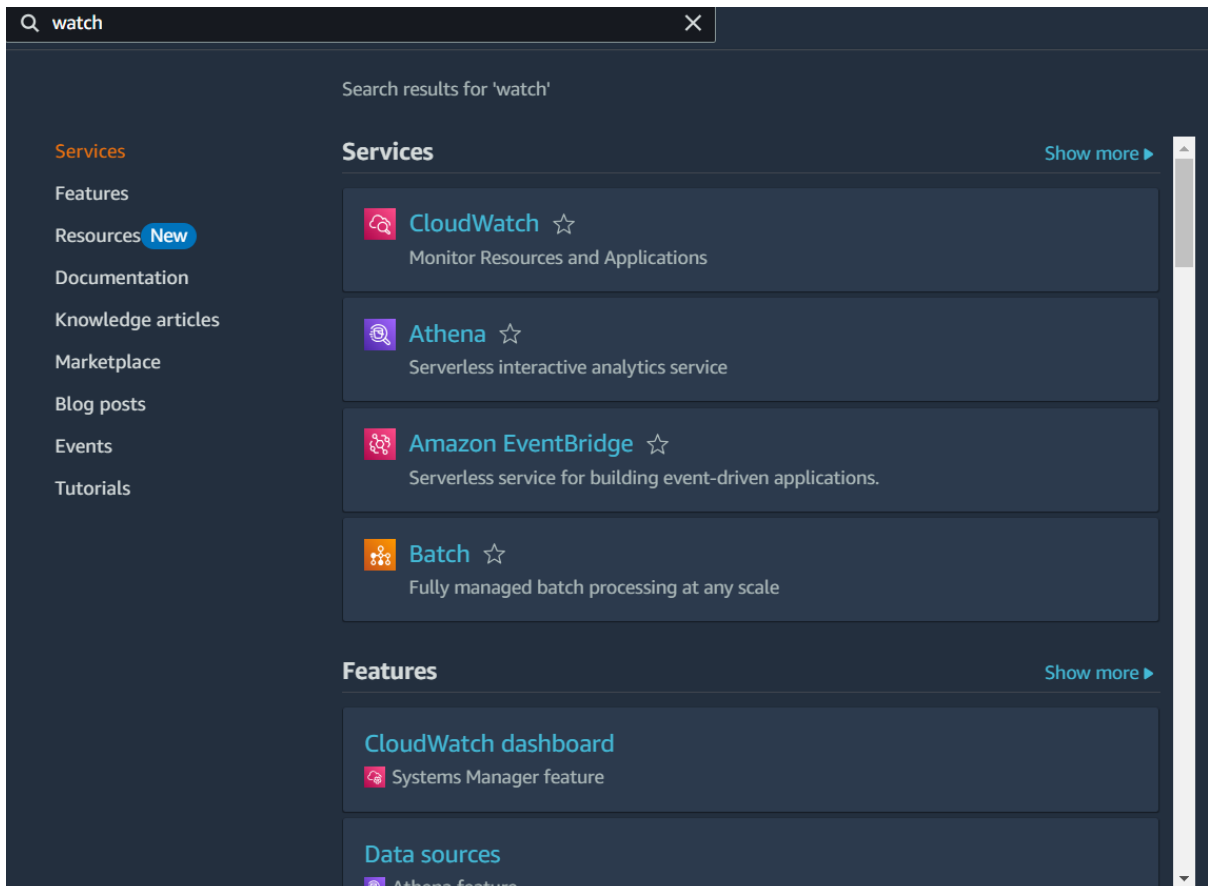 watch
Search results for 'watch'
Services
Features
Resources New
Documentation
Knowledge articles
Marketplace
Blog posts
Events
Tutorials
Services
Show more
CloudWatch
Monitor Resources and Applications
Athena
Serverless interactive analytics service
Amazon EventBridge
Serverless service for building event-driven applications.
Batch
Fully managed batch processing at any scale
Features
Show more
CloudWatch dashboard
Systems Manager feature
Data sources
Athena feature